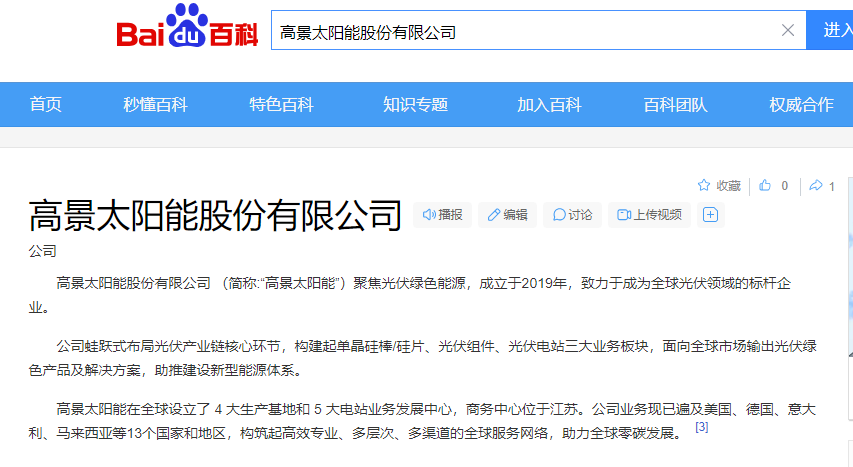 Bai du 百科
高景太阳能股份有限公司
进入
首页 秒懂百科 特色百科 知识专题 加入百科 百科团队 权威合作
收藏 0 1
高景太阳能股份有限公司 播报 编辑 讨论 上传视频
公司
高景太阳能股份有限公司 （简称:“高景太阳能”）聚焦光伏绿色能源，成立于2019年，致力于成为全球光伏领域的标杆企
业。
公司蛙跃式布局光伏产业链核心环节，构建起单晶硅棒/硅片、光伏组件、光伏电站三大业务板块，面向全球市场输出光伏绿
色产品及解决方案，助推建设新型能源体系。
高景太阳能在全球设立了 4 大生产基地和 5 大电站业务发展中心，商务中心位于江苏。公司业务现已遍及美国、德国、意大
利、马来西亚等13个国家和地区，构筑起高效专业、多层次、多渠道的全球服务网络，助力全球零碳发展。 [3]